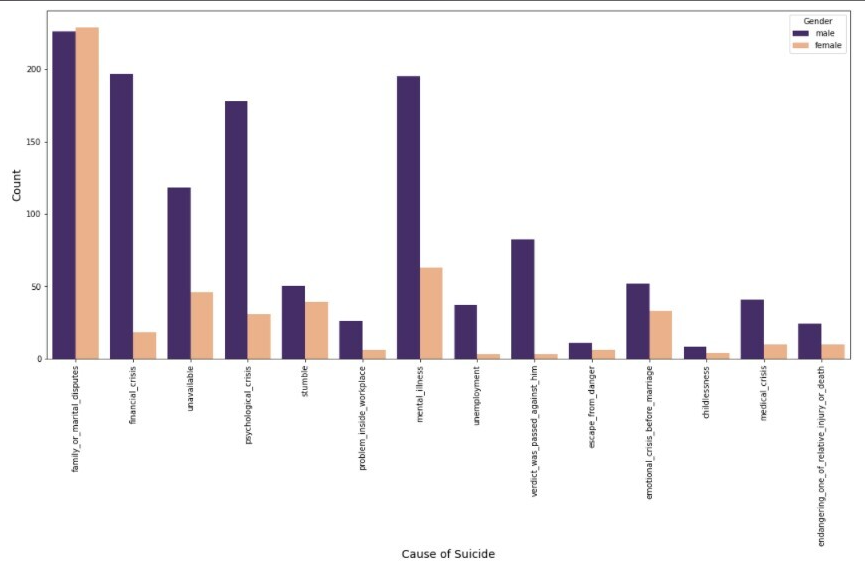 Gender
male
female
200
150
100
50
0
Count
family_or_marital_disputes
financial_crisis
unavailable
psychological_crisis
stumble
problem_inside_workplace
mental_illness
unemployment
verdict_was_passed_against_him
escape_from_danger
emotional_crisis_before_marriage
childlessness
medical_crisis
endangering_one_of_relative_injury_or_death
Cause of Suicide